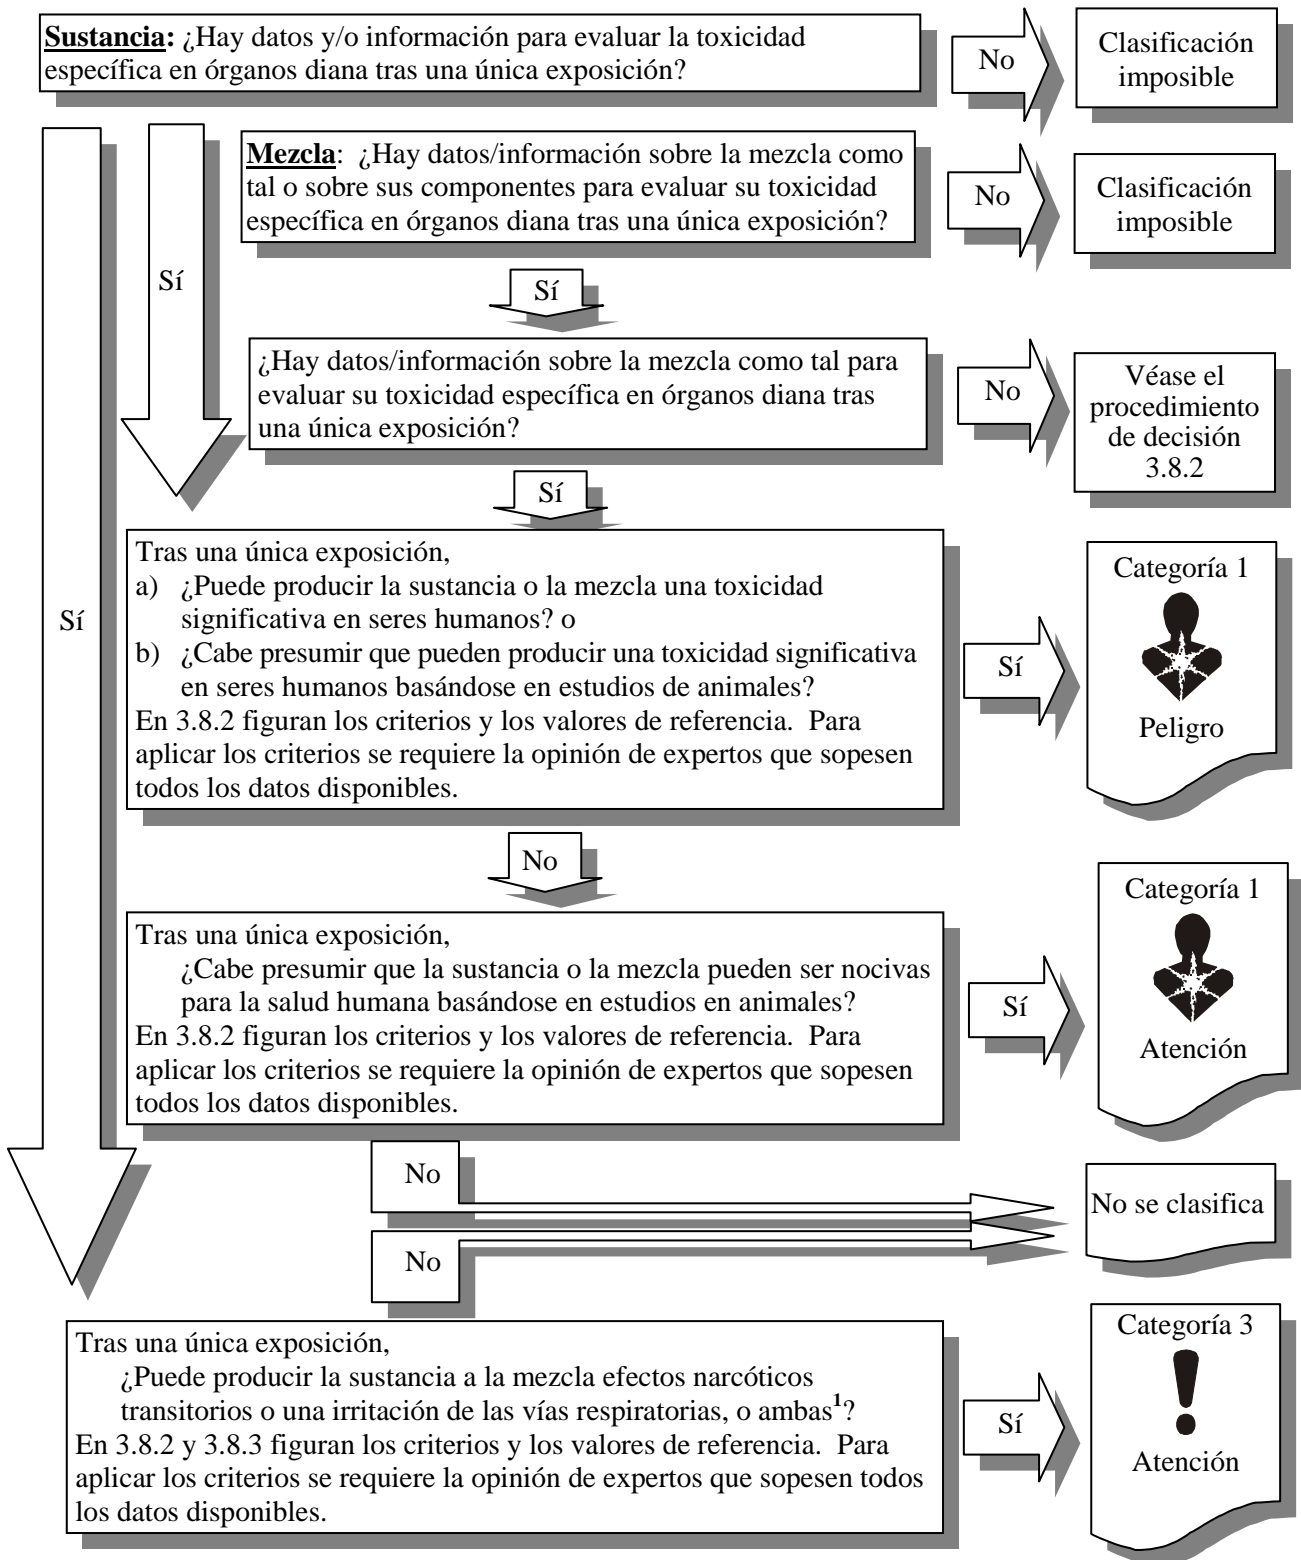 Sustancia: ¿Hay datos y/o información para evaluar la toxicidad
específica en órganos diana tras una única exposición?
No
Clasificación
imposible
Mezcla: ¿Hay datos/información sobre la mezcla como
tal o sobre sus componentes para evaluar su toxicidad
específica en órganos diana tras una única exposición?
No
Clasificación
imposible
Sí
Sí
¿Hay datos/información sobre la mezcla como tal para
evaluar su toxicidad específica en órganos diana tras
una única exposición?
No
Véase el
procedimiento
de decisión
3.8.2
Sí
Tras una única exposición,
a) ¿Puede producir la sustancia o la mezcla una toxicidad
significativa en seres humanos? o
b) ¿Cabe presumir que pueden producir una toxicidad significativa
en seres humanos basándose en estudios de animales?
En 3.8.2 figuran los criterios y los valores de referencia. Para
aplicar los criterios se requiere la opinión de expertos que sopesen
todos los datos disponibles.
Sí
Sí
Categoría 1
Peligro
No
Tras una única exposición,
¿Cabe presumir que la sustancia o la mezcla pueden ser nocivas
para la salud humana basándose en estudios en animales?
En 3.8.2 figuran los criterios y los valores de referencia. Para
aplicar los criterios se requiere la opinión de expertos que sopesen
todos los datos disponibles.
Sí
Categoría 1
Atención
No
No se clasifica
No
Tras una única exposición,
¿Puede producir la sustancia a la mezcla efectos narcóticos
transitorios o una irritación de las vías respiratorias, o ambas¹?
En 3.8.2 y 3.8.3 figuran los criterios y los valores de referencia. Para
aplicar los criterios se requiere la opinión de expertos que sopesen todos
los datos disponibles.
Sí
Categoría 3
Atención